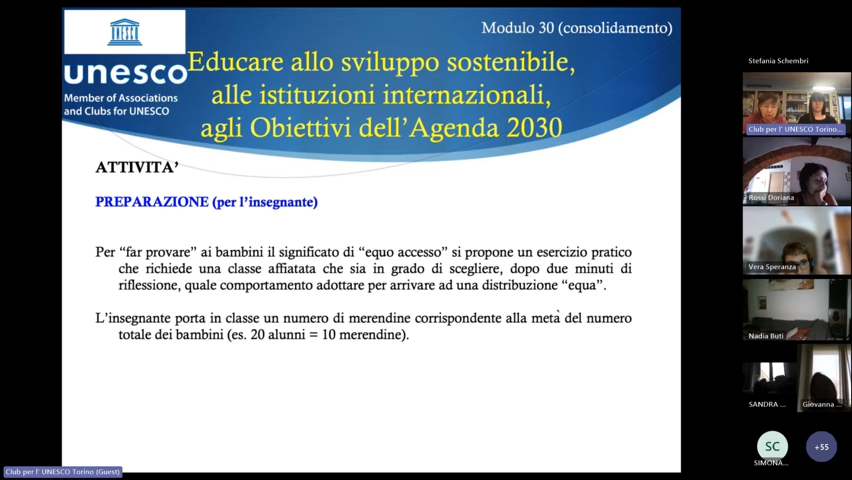 Modulo 30 (consolidamento)
unesco
Member of Associations
and Clubs for UNESCO
Educare allo sviluppo sostenibile,
alle istituzioni internazionali,
agli Obiettivi dell'Agenda 2030
ATTIVITA'
PREPARAZIONE (per l'insegnante)
Per “far provare” ai bambini il significato di “equo accesso” si propone un esercizio pratico
che richiede una classe affiatata che sia in grado di scegliere, dopo due minuti di
riflessione, quale comportamento adottare per arrivare ad una distribuzione “equa”.
L'insegnante porta in classe un numero di merendine corrispondente alla metà del numero
totale dei bambini (es. 20 alunni = 10 merendine).
Club per l' UNESCO Torino (Guest)
Stefania Schembri
Club per l' UNESCO Torino...
Rossi Doriana
Vera Speranza
Nadia Buti
SANDRA ...
Giovanna ...
SC
+55
SIMONA...